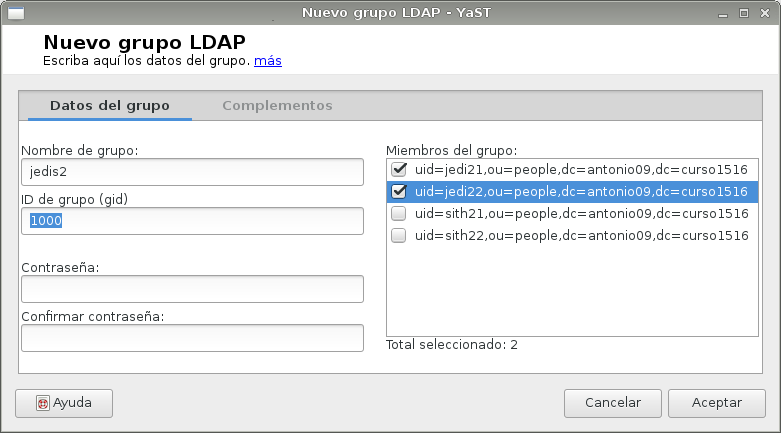 Nuevo grupo LDAP - YaST
Nuevo grupo LDAP
Escriba aquí los datos del grupo. más
Datos del grupo
Complementos
Nombre de grupo:
jedis2
ID de grupo (gid)
1000
Contraseña:
Confirmar contraseña:
Miembros del grupo:
uid=jedi21,ou=people,dc=antonio09,dc=curso1516
uid=jedi22,ou=people,dc=antonio09,dc=curso1516
uid=sith21,ou=people,dc=antonio09,dc=curso1516
uid=sith22,ou=people,dc=antonio09,dc=curso1516
Total seleccionado: 2
Ayuda
Cancelar
Aceptar